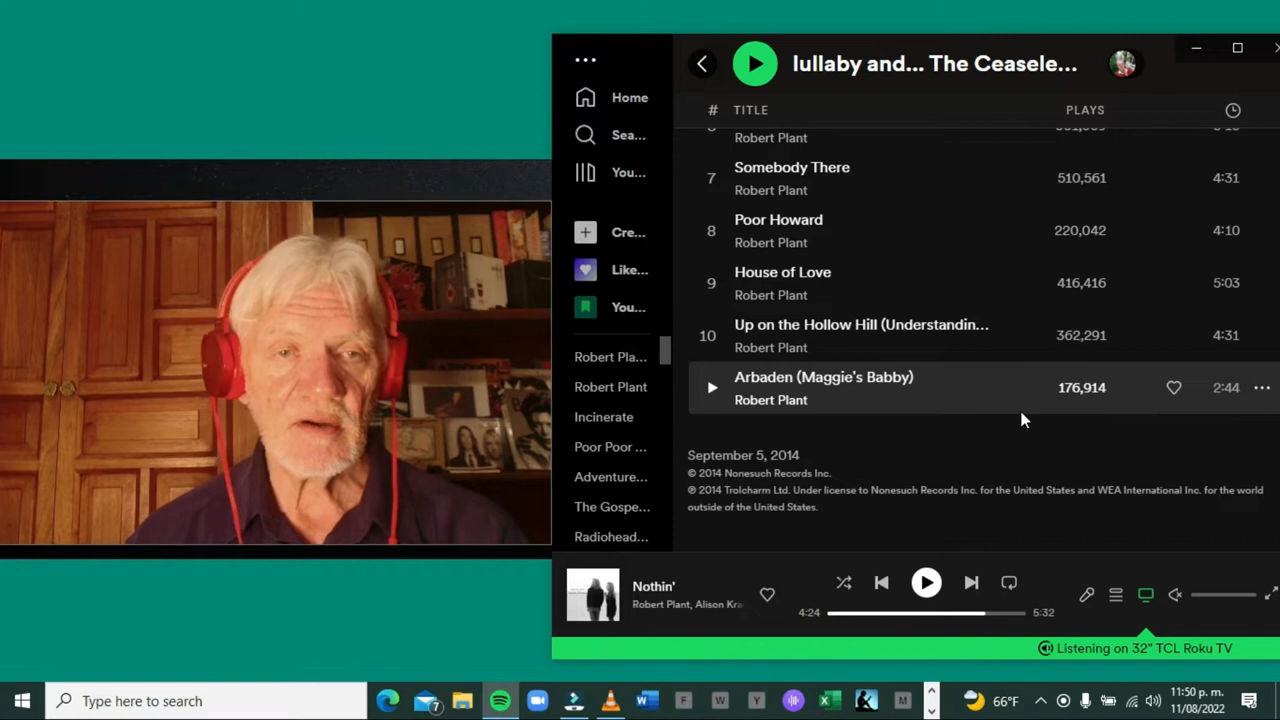 lullaby and... The Ceasele...
Home
Sea...
You...
Cre...
Like...
You...
Robert Pla...
Robert Plant
Incinerate
Poor Poor ...
Adventure...
The Gospe...
Radiohead...
# TITLE PLAYS
Robert Plant
7 Somebody There 510,561 4:31
Robert Plant
8 Poor Howard 220,042 4:10
Robert Plant
9 House of Love 416,416 5:03
Robert Plant
10 Up on the Hollow Hill (Understandin... 362,291 4:31
Robert Plant
Arbaden (Maggie's Babby) 176,914 2:44
Robert Plant
September 5, 2014
© 2014 Nonesuch Records Inc.
℗ 2014 Trolcharm Ltd. Under license to Nonesuch Records Inc. for the United States and WEA International Inc. for the world
outside of the United States.
Nothin'
Robert Plant, Alison Kra
4:24 5:32
Listening on 32" TCL Roku TV
Type here to search
7
W
F
W
Y
M
66°F
11:50 p. m.
11/08/2022